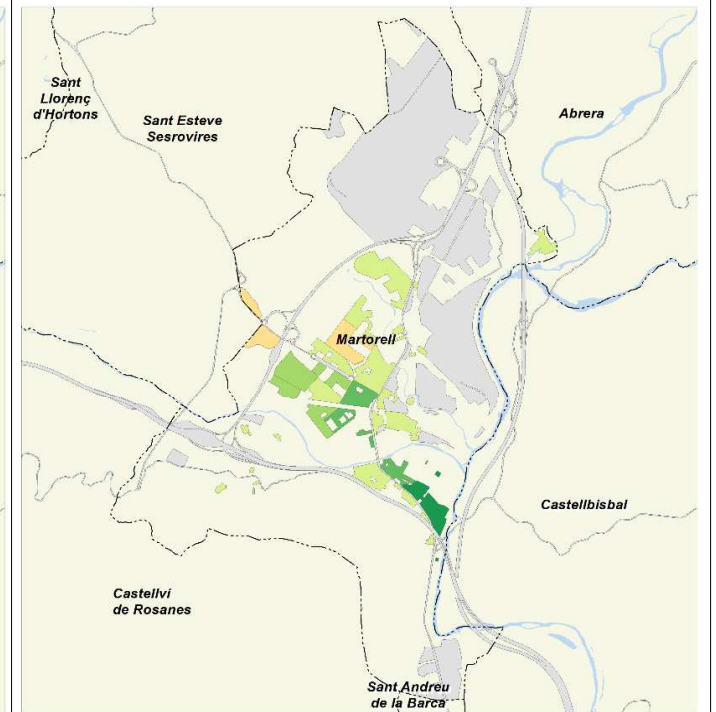 Sant
Llorenç
d'Hortons
Sant Esteve
Sesrovires
Abrera
Martorell
Castellbisbal
Castellví
de Rosanes
Sant Andreu
de la Barca